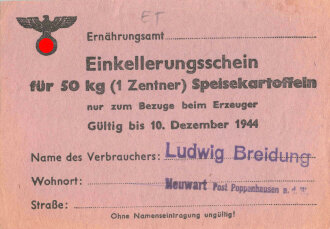 ET
Ernährungsamt
Einkellerungsschein
für 50 kg (1 Zentner) Speisekartoffeln
nur zum Bezuge beim Erzeuger
Gültig bis 10. Dezember 1944
Name des Verbrauchers: Ludwig Breidung
Wohnort: Neuwart Post Poppenhausen
Straße:
Ohne Namenseintragung ungültig!